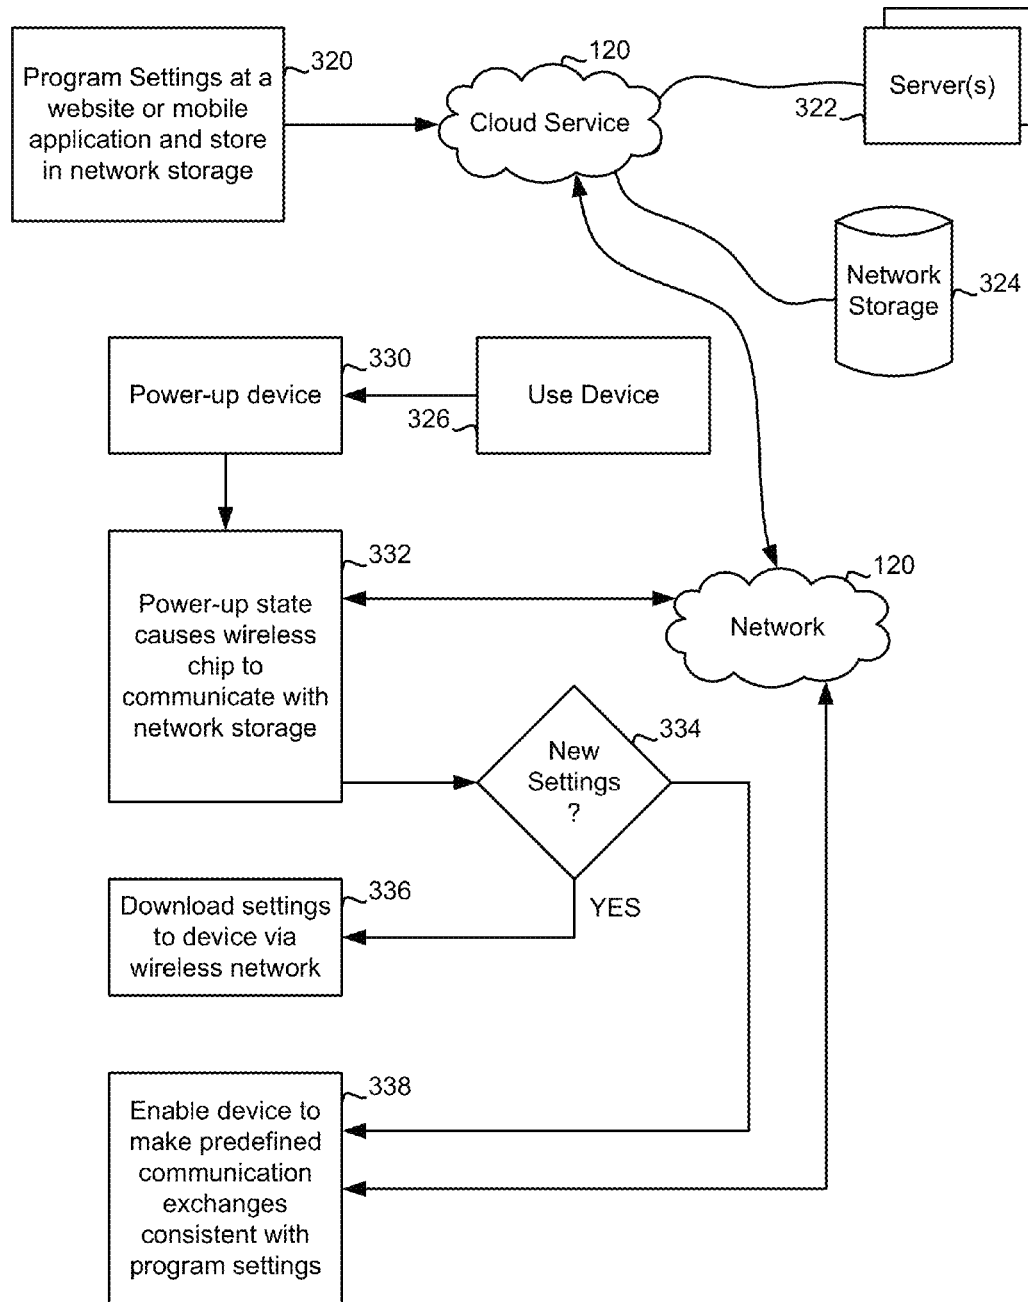 320
Program Settings at a
website or mobile
application and store
in network storage
120
Cloud Service
Server(s)
322
Network
Storage
324
330
Power-up device
Use Device
326
332
Power-up state
causes wireless
chip to
communicate with
network storage
120
Network
334
New
Settings
?
YES
336
Download settings
to device via
wireless network
338
Enable device to
make predefined
communication
exchanges
consistent with
program settings